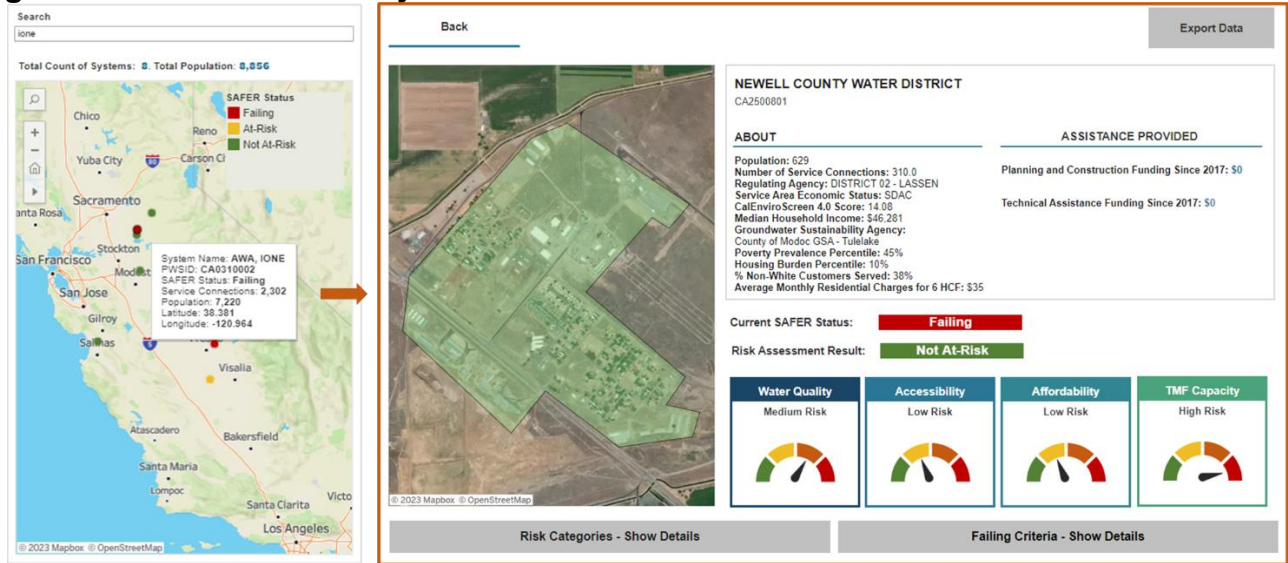 Search
ione
Total Count of Systems: 8. Total Population: 8,856
SAFER Status
Failing
At-Risk
Not At-Risk
Chico
Reno
Yuba City
80
Carson Ci
Sacramento
anta Rosa
Stockton
San Francisco
Modest
San Jose
Gilroy
Salinas
5
Visalia
Atascadero
Bakersfield
Santa Maria
Lompoc
Santa Clarita
Victo
Los Angeles
System Name: AWA, IONE
PWSID: CA0310002
SAFER Status: Failing
Service Connections: 2,302
Population: 7,220
Latitude: 38.381
Longitude: -120.964
© 2023 Mapbox © OpenStreetMap
Back
Export Data
© 2023 Mapbox © OpenStreetMap
NEWELL COUNTY WATER DISTRICT
CA2500801
ABOUT
Population: 629
Number of Service Connections: 310.0
Regulating Agency: DISTRICT 02 - LASSEN
Service Area Economic Status: SDAC
CalEnviroScreen 4.0 Score: 14.08
Median Household Income: $46,281
Groundwater Sustainability Agency:
County of Modoc GSA - Tulelake
Poverty Prevalence Percentile: 45%
Housing Burden Percentile: 10%
% Non-White Customers Served: 38%
Average Monthly Residential Charges for 6 HCF: $35
ASSISTANCE PROVIDED
Planning and Construction Funding Since 2017: $0
Technical Assistance Funding Since 2017: $0
Current SAFER Status: Failing
Risk Assessment Result: Not At-Risk
Water Quality
Medium Risk
Accessibility
Low Risk
Affordability
Low Risk
TMF Capacity
High Risk
Risk Categories - Show Details
Failing Criteria - Show Details